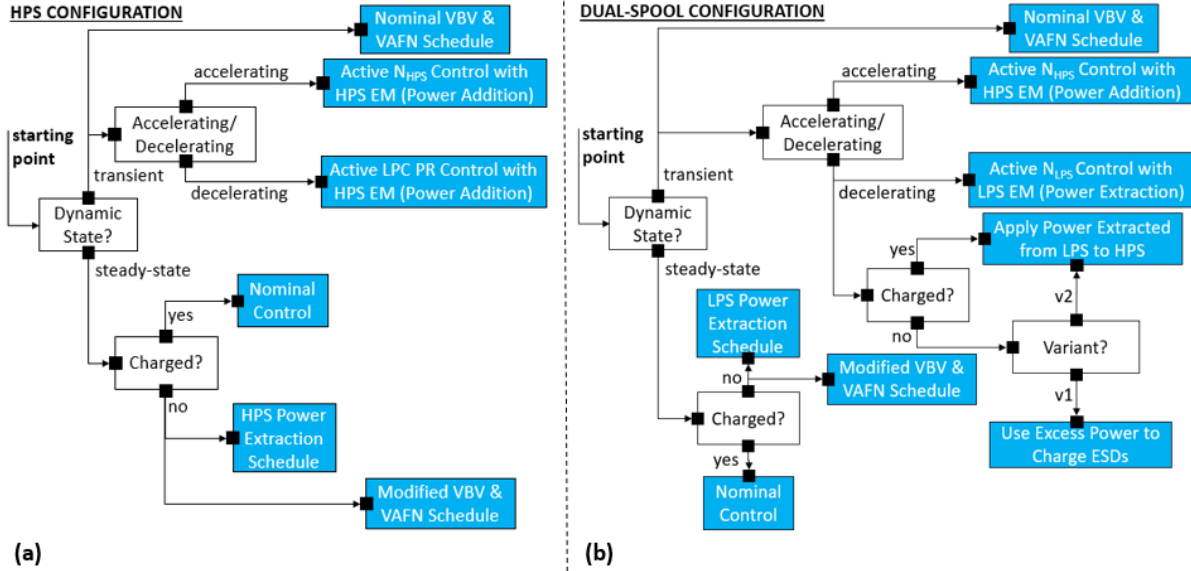 HPS CONFIGURATION
(a)
Nominal VBV &
VAFN Schedule
accelerating
Active NHPS Control with
HPS EM (Power Addition)
Accelerating/
Decelerating
starting
point
transient
Active LPC PR Control with
HPS EM (Power Addition)
decelerating
Dynamic
State?
steady-state
Nominal
Control
yes
Charged?
no
HPS Power
Extraction
Schedule
Modified VBV &
VAFN Schedule
DUAL-SPOOL CONFIGURATION
(b)
Nominal VBV &
VAFN Schedule
accelerating
Active NHPS Control with
HPS EM (Power Addition)
Accelerating/
Decelerating
starting
point
transient
decelerating
Active NLPS Control with
LPS EM (Power Extraction)
Dynamic
State?
Apply Power Extracted
from LPS to HPS
yes
Charged?
no
v2
Variant?
v1
Use Excess Power to
Charge ESDs
steady-state
LPS Power
Extraction
Schedule
no
Modified VBV &
VAFN Schedule
Charged?
yes
Nominal
Control